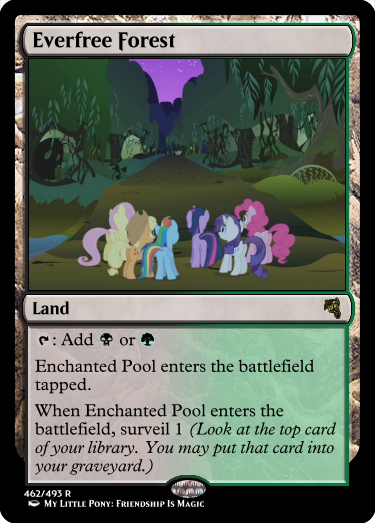 Everfree Forest
Land
: Add or
Enchanted Pool enters the battlefield
tapped.
When Enchanted Pool enters the
battlefield, surveil 1 (Look at the top card
of your library. You may put that card into
your graveyard.)
462/493 R
My Little Pony: Friendship Is Magic